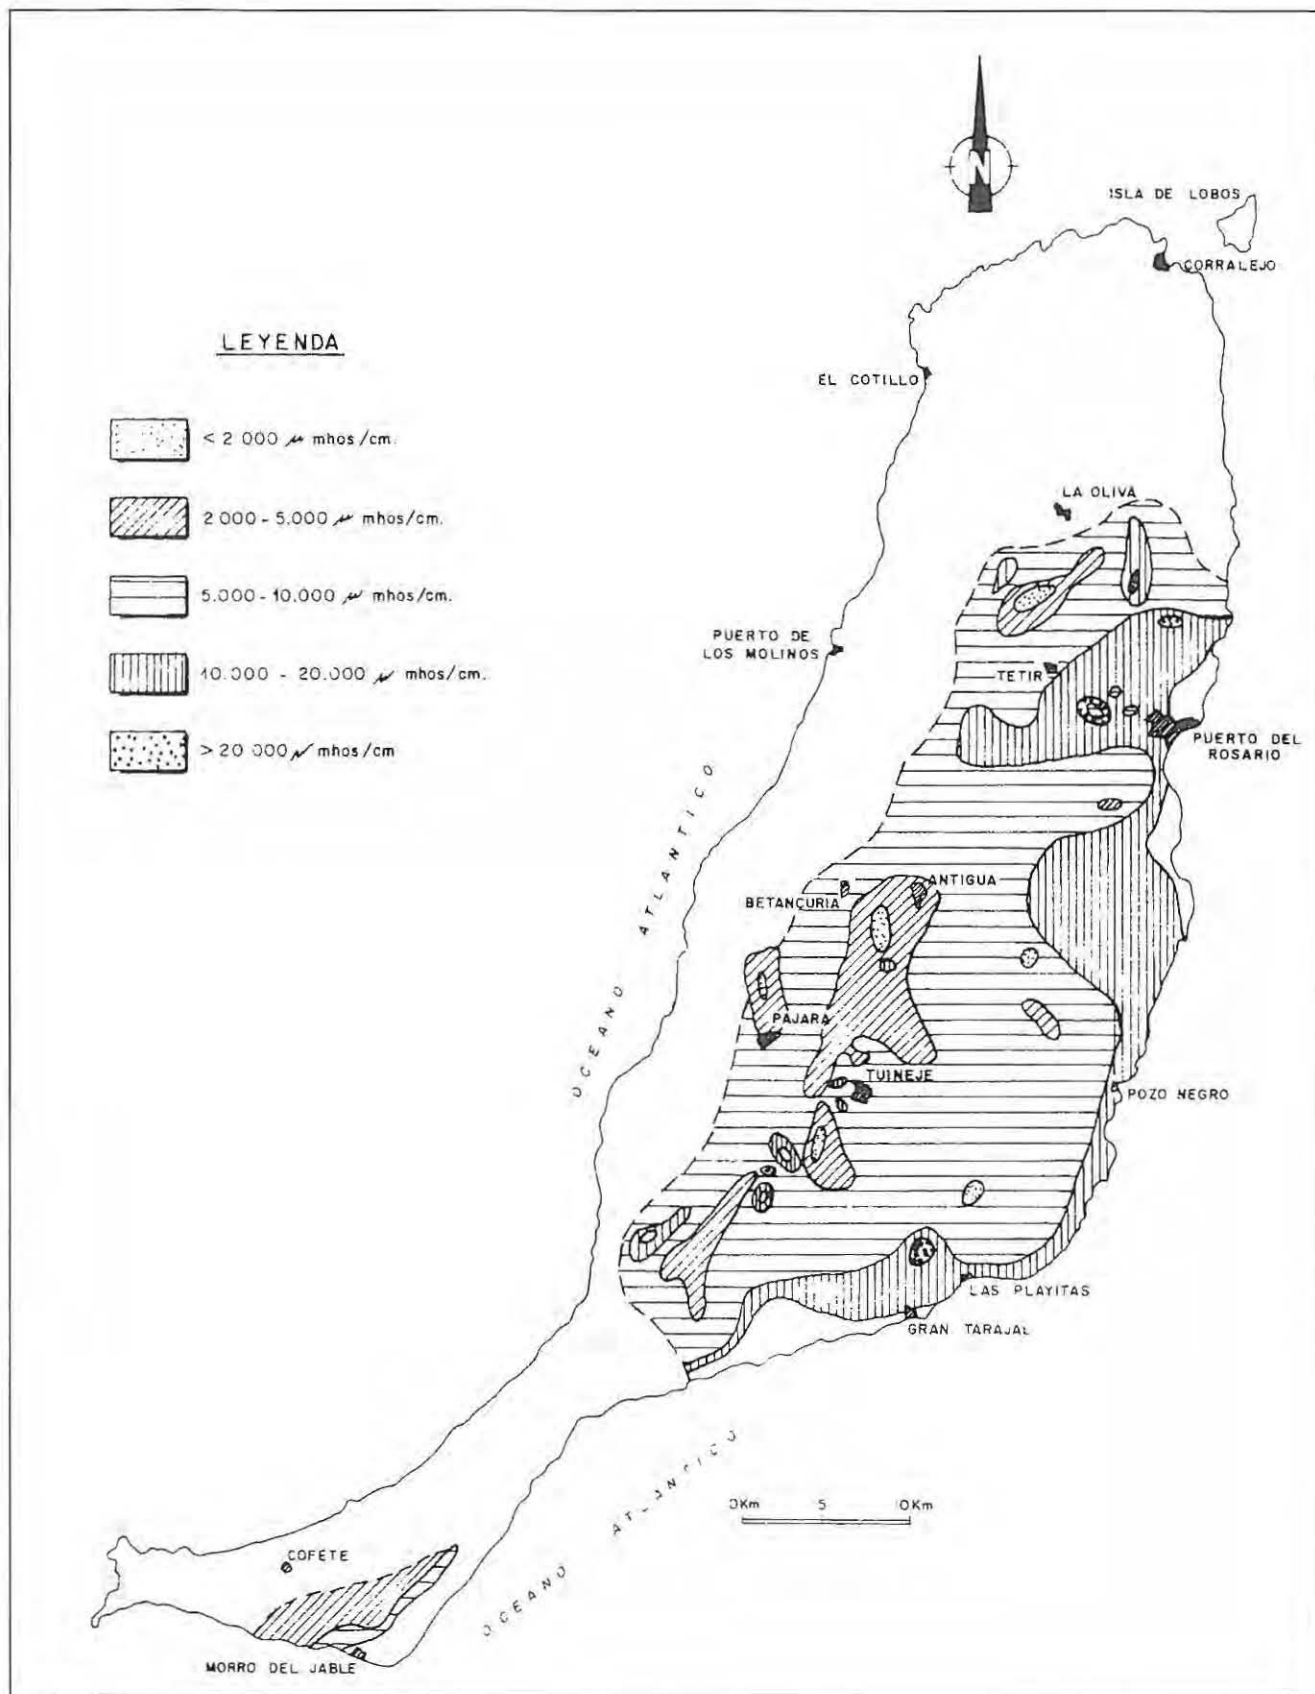 N
ISLA DE LOBOS
CORRALEJO
LEYENDA
EL COTILLO
< 2 000 µ mhos/cm.
LA OLIVA
2 000 - 5.000 µ mhos/cm.
5.000 - 10.000 µ mhos/cm.
PUERTO DE
LOS MOLINOS
TETIR
10.000 - 20.000 µ mhos/cm.
PUERTO DEL
ROSARIO
> 20 000 µ mhos/cm
OCEANO ATLANTICO
ANTIGUA
BETANCURIA
PAJARA
TUINEJE
POZO NEGRO
LAS PLAYITAS
GRAN TARAJAL
OCEANO ATLANTICO
0Km 5 10Km
COFETE
MORRO DEL JABLE